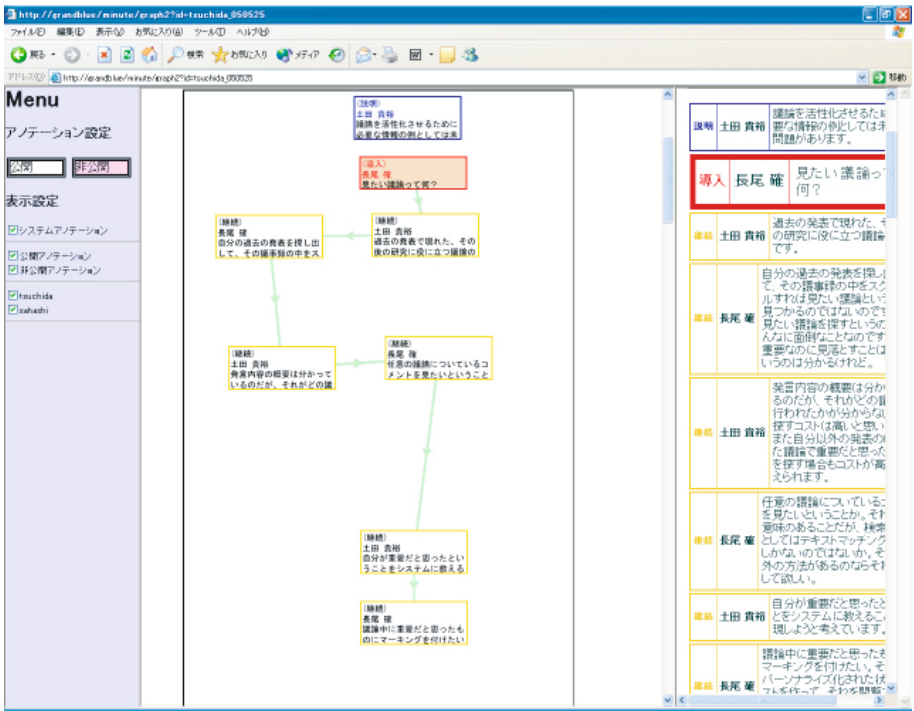 http://grandblue/minute/graph2?id=tsuchida_050525
ファイル(F) 編集(E) 表示(V) お気に入り(A) ツール(T) ヘルプ(H)
戻る 検索 お気に入り メディア
アドレス(D) http://grandblue/minute/graph2?id=tsuchida_050525 移動
Menu
アノテーション設定
公開 非公開
表示設定
システムアノテーション
公開アノテーション
非公開アノテーション
tsuchida
zahashi
(説明)
土田 貴裕
議論を活性化させるために
必要な情報の例としては未
(導入)
長尾 確
見たい議論って何?
(継続)
土田 貴裕
過去の発表で現れた、その
後の研究に役に立つ議論の
(継続)
長尾 確
自分の過去の発表を探し出
して、その議事録の中をス
(継続)
土田 貴裕
発言内容の概要は分かって
いるのだが、それがどの議
(継続)
長尾 確
任意の議論についているコ
メントを見たいということ
(継続)
土田 貴裕
自分が重要だと思ったとい
うことをシステムに教える
(継続)
長尾 確
議論中に重要だと思ったも
のにマーキングを付けたい
説明 土田 貴裕
議論を活性化させるため
要な情報の例としては未
問題があります。
導入 長尾 確
見たい議論っ
何?
継続 土田 貴裕
過去の発表で現れた、そ
の研究に役に立つ議論
です。
継続 長尾 確
自分の過去の発表を探し
て、その議事録の中をスク
ルすれば見たい議論という
見つかるのではないのです
見たい議論を探すというの
んなに面倒なことなのです
重要なのに見落とすことは
いうのは分かるけれど。
継続 土田 貴裕
発言内容の概要は分か
るのだが、それがどの議
行われたかが分からない
探すコストは高いと思い
また自分以外の発表の
た議論で重要だと思った
を探す場合もコストが高
えられます。
継続 長尾 確
任意の議論についているコ
を見たいということか。それ
意味のあることだが、検索
としてはテキストマッチング
しかないのではないか。そ
外の方法があるのならそれ
して欲しい。
継続 土田 貴裕
自分が重要だと思ったと
とをシステムに教えるこ
現しようと考えています。
継続 長尾 確
議論中に重要だと思ったも
マーキングを付けたい。そ
パーソナライズ化された状
ストを作って、それを閲覧